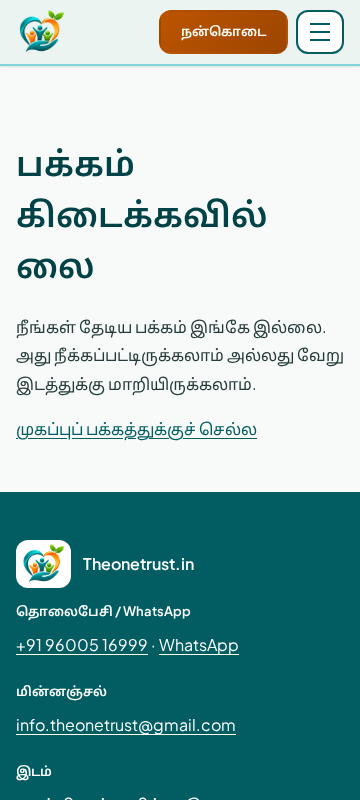 நன்கொடை
பக்கம்
கிடைக்கவில்
லை
நீங்கள் தேடிய பக்கம் இங்கே இல்லை.
அது நீக்கப்பட்டிருக்கலாம் அல்லது வேறு
இடத்துக்கு மாறியிருக்கலாம்.
முகப்புப் பக்கத்துக்குச் செல்ல
Theonetrust.in
தொலைபேசி / WhatsApp
+91 96005 16999 · WhatsApp
மின்னஞ்சல்
info.theonetrust@gmail.com
இடம்